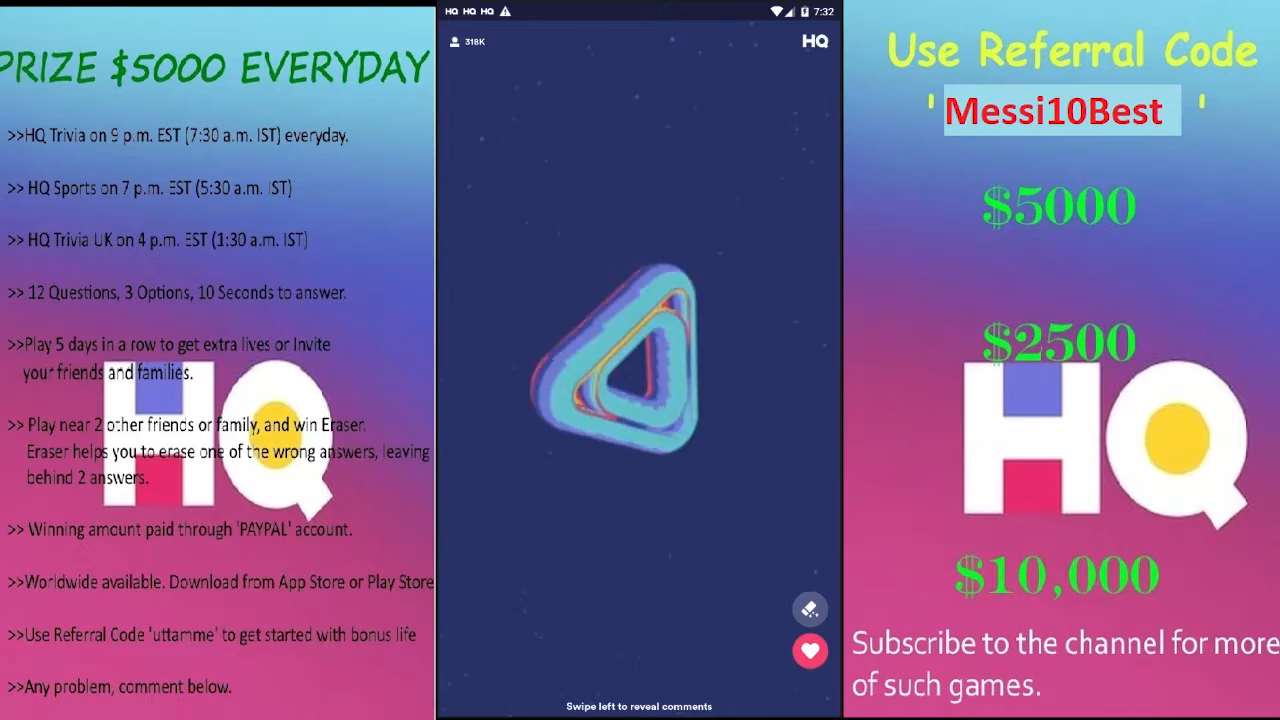 PRIZE $5000 EVERYDAY
>>HQ Trivia on 9 p.m. EST (7:30 a.m. IST) everyday.
>> HQ Sports on 7 p.m. EST (5:30 a.m. IST)
>> HQ Trivia UK on 4 p.m. EST (1:30 a.m. IST)
>> 12 Questions, 3 Options, 10 Seconds to answer.
>>Play 5 days in a row to get extra lives or Invite
your friends and families.
>> Play near 2 other friends or family, and win Eraser.
Eraser helps you to erase one of the wrong answers, leaving
behind 2 answers.
>> Winning amount paid through 'PAYPAL' account.
>>Worldwide available. Download from App Store or Play Store
>>Use Referral Code 'uttamme' to get started with bonus life
>>Any problem, comment below.
HQ
HQ HQ HQ 7:32
318K HQ
Swipe left to reveal comments
Use Referral Code
' Messi10Best '
$5000
$2500
HQ
$10,000
Subscribe to the channel for more
of such games.